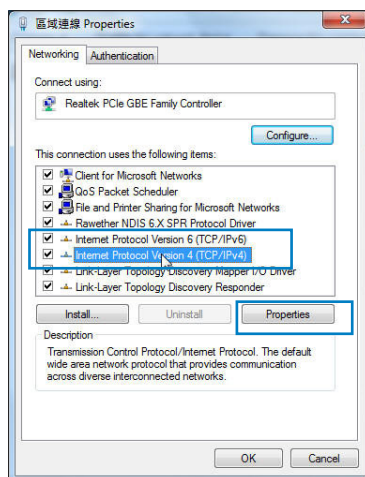 區域連線 Properties
Networking Authentication
Connect using:
Realtek PCIe GBE Family Controller
Configure...
This connection uses the following items:
Client for Microsoft Networks
QoS Packet Scheduler
File and Printer Sharing for Microsoft Networks
Rawether NDIS 6.X SPR Protocol Driver
Internet Protocol Version 6 (TCP/IPv6)
Internet Protocol Version 4 (TCP/IPv4)
Link-Layer Topology Discovery Mapper I/O Driver
Link-Layer Topology Discovery Responder
Install... Uninstall Properties
Description
Transmission Control Protocol/Internet Protocol. The default
wide area network protocol that provides communication
across diverse interconnected networks.
OK Cancel